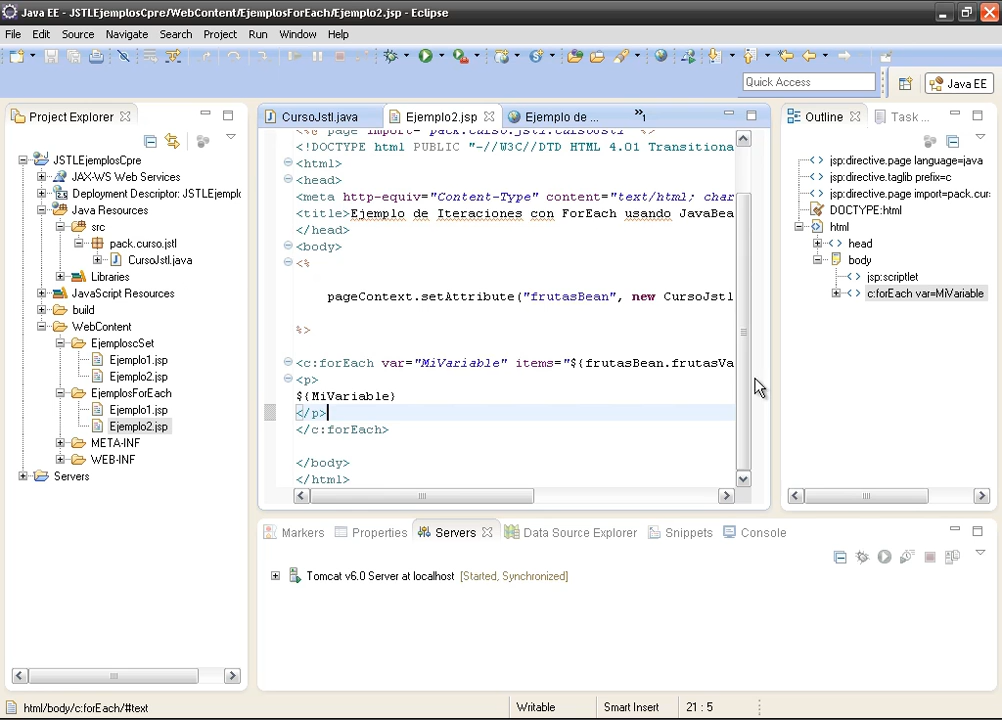 Java EE - JSTLEjemplosCpre/WebContent/EjemplosForEach/Ejemplo2.jsp - Eclipse
File Edit Source Navigate Search Project Run Window Help
Quick Access
Java EE
Project Explorer
JSTLEjemplosCpre
JAX-WS Web Services
Deployment Descriptor: JSTLEjempl
Java Resources
src
pack.curso.jstl
CursoJstl.java
Libraries
JavaScript Resources
build
WebContent
EjemploscSet
Ejemplo1.jsp
Ejemplo2.jsp
EjemplosForEach
Ejemplo1.jsp
Ejemplo2.jsp
META-INF
WEB-INF
Servers
CursoJstl.java Ejemplo2.jsp Ejemplo de ... »1
<%@ page import="pack.curso.jstl.CursoJstl" %>
<!DOCTYPE html PUBLIC "-//W3C//DTD HTML 4.01 Transitiona
<html>
<head>
<meta http-equiv="Content-Type" content="text/html; char
<title>Ejemplo de Iteraciones con ForEach usando JavaBea
</head>
<body>
<%
pageContext.setAttribute("frutasBean", new CursoJstl
%>
<c:forEach var="MiVariable" items="${frutasBean.frutasVa
<p>
${MiVariable}
</p>
</c:forEach>
</body>
</html>
Outline Task ...
jsp:directive.page language=java
jsp:directive.taglib prefix=c
jsp:directive.page import=pack.cur
DOCTYPE:html
html
head
body
jsp:scriptlet
c:forEach var=MiVariable
Markers Properties Servers Data Source Explorer Snippets Console
Tomcat v6.0 Server at localhost [Started, Synchronized]
html/body/c:forEach/#text Writable Smart Insert 21 : 5